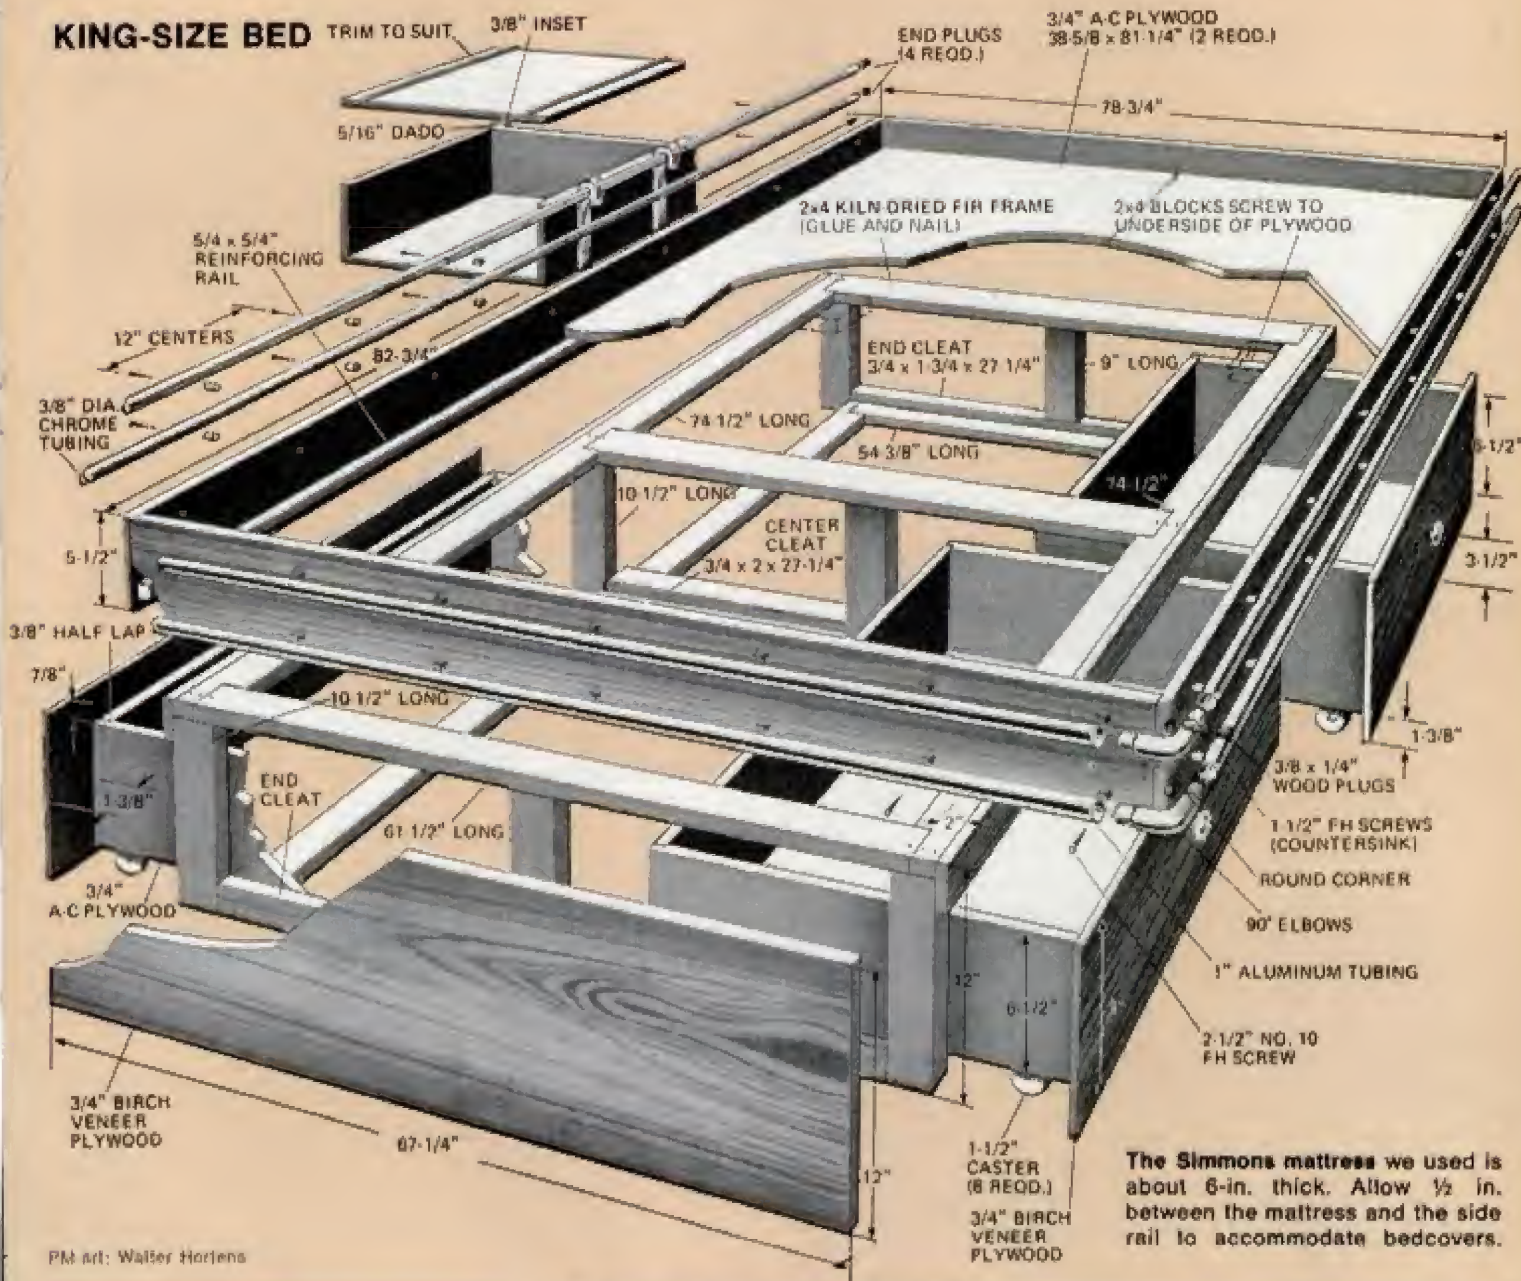 KING-SIZE BED
TRIM TO SUIT
3/8" INSET
END PLUGS
(4 REQD.)
3/4" A-C PLYWOOD
38-5/8 x 81-1/4" (2 REQD.)
78-3/4"
5/16" DADO
2x4 KILN-DRIED FIR FRAME
(GLUE AND NAIL)
2x4 BLOCKS SCREW TO
UNDERSIDE OF PLYWOOD
5/4 x 5/4"
REINFORCING
RAIL
12" CENTERS
82-3/4"
END CLEAT
3/4 x 1-3/4 x 27 1/4"
9" LONG
3/8" DIA.
CHROME
TUBING
74 1/2" LONG
54 3/8" LONG
74-1/2"
10-1/2" LONG
CENTER
CLEAT
3/4 x 2 x 27-1/4"
5-1/2"
3-1/2"
3/8" HALF LAP
7/8"
10-1/2" LONG
1-3/8"
3/8 x 1/4"
WOOD PLUGS
END
CLEAT
1-3/8"
61-1/2" LONG
2"
1-1/2" FH SCREWS
(COUNTERSINK)
ROUND CORNER
3/4"
A-C PLYWOOD
90° ELBOWS
1" ALUMINUM TUBING
12"
6-1/2"
2-1/2" NO. 10
FH SCREW
3/4" BIRCH
VENEER
PLYWOOD
67-1/4"
12"
1-1/2"
CASTER
(8 REQD.)
3/4" BIRCH
VENEER
PLYWOOD
The Simmons mattress we used is
about 6-in. thick. Allow ½ in.
between the mattress and the side
rail to accommodate bedcovers.
PM art: Walter Hortens